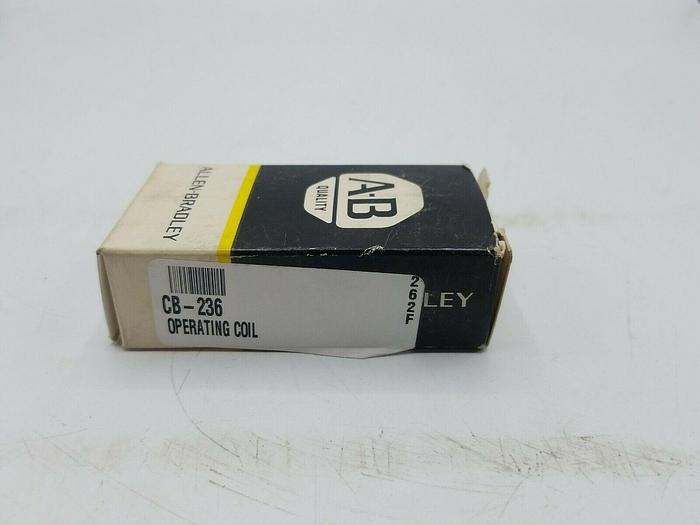 ALLEN-BRADLEY
A-B
QUALITY
CB-236
OPERATING COIL
262F
LEY